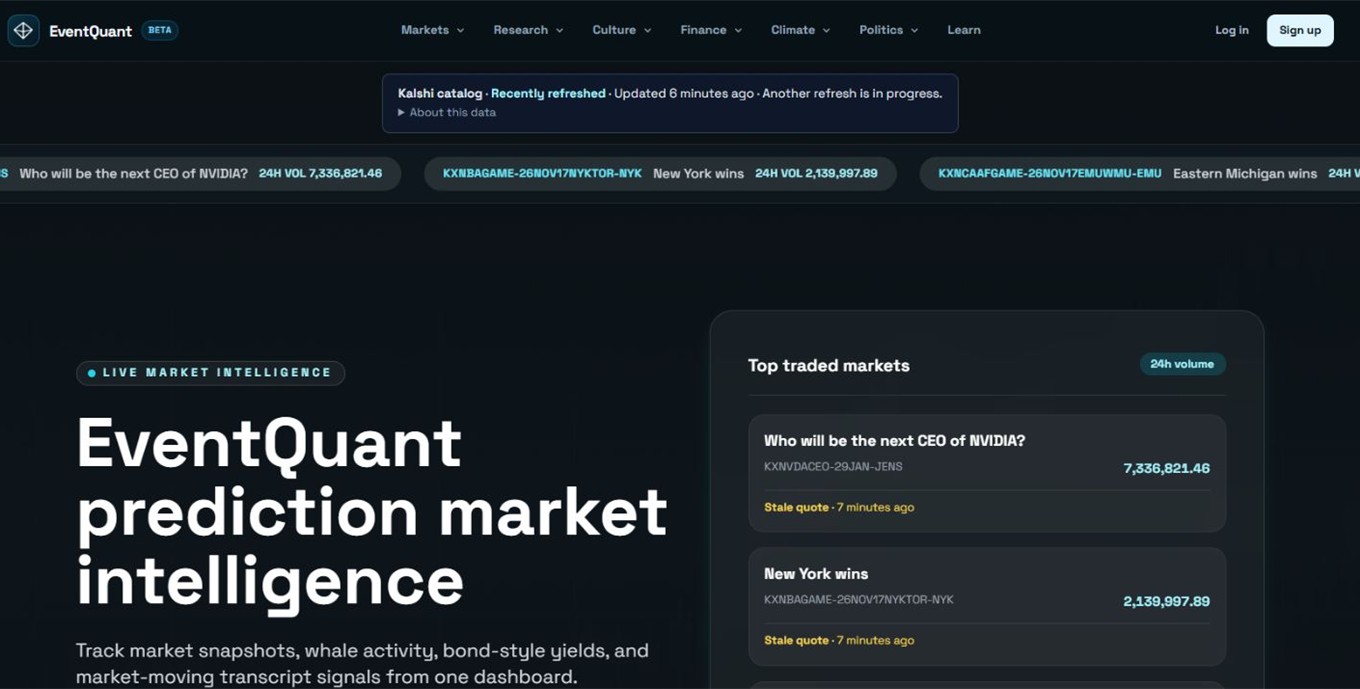 EventQuant BETA Markets Research Culture Finance Climate Politics Learn Log in Sign up
Kalshi catalog · Recently refreshed · Updated 6 minutes ago · Another refresh is in progress.
▶ About this data
S Who will be the next CEO of NVIDIA? 24H VOL 7,336,821.46 KXNBAGAME-26NOV17NYKTOR-NYK New York wins 24H VOL 2,139,997.89 KXNCAAFGAME-26NOV17EMUWMU-EMU Eastern Michigan wins 24H V
LIVE MARKET INTELLIGENCE
EventQuant
prediction market
intelligence
Track market snapshots, whale activity, bond-style yields, and
market-moving transcript signals from one dashboard.
Top traded markets 24h volume
Who will be the next CEO of NVIDIA?
KXNVDACEO-29JAN-JENS 7,336,821.46
Stale quote · 7 minutes ago
New York wins
KXNBAGAME-26NOV17NYKTOR-NYK 2,139,997.89
Stale quote · 7 minutes ago